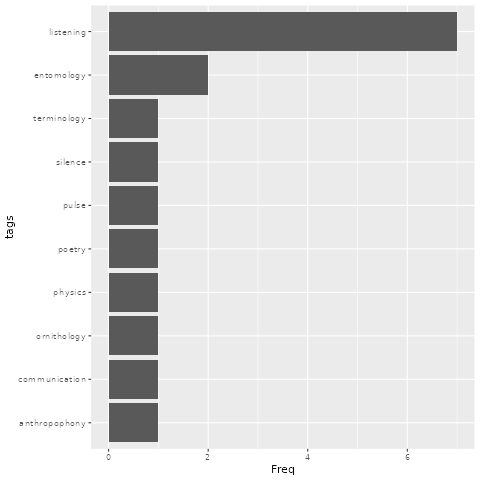 listening
entomology
terminology
silence
pulse
poetry
physics
ornithology
communication
anthropophony
tags
0 2 4 6
Freq